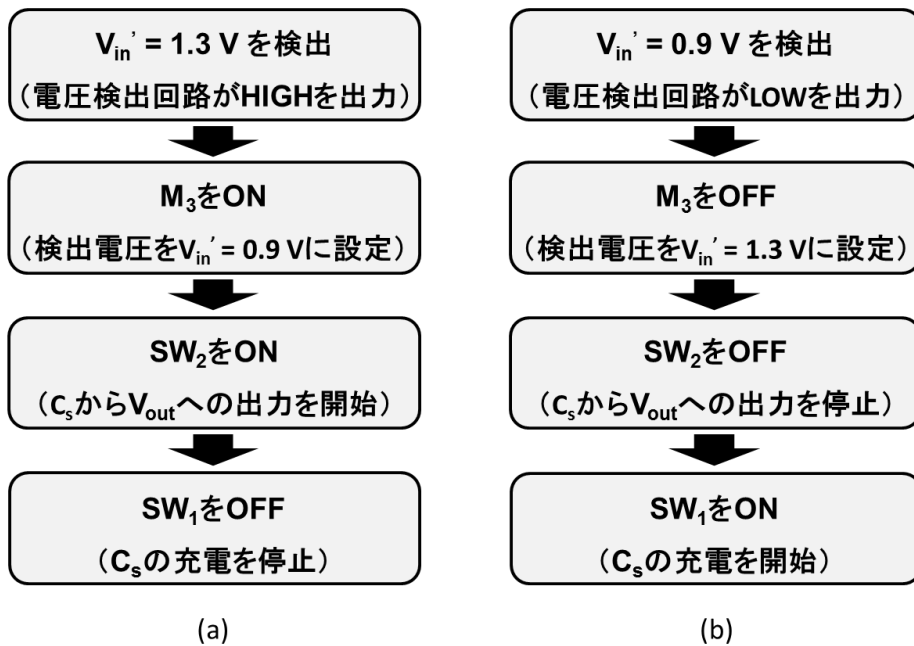 Vin' = 1.3 V を検出
（電圧検出回路がHIGHを出力）
M3をON
（検出電圧をVin' = 0.9 Vに設定）
SW2をON
（CsからVoutへの出力を開始）
SW1をOFF
（Csの充電を停止）
(a)
Vin' = 0.9 V を検出
（電圧検出回路がLOWを出力）
M3をOFF
（検出電圧をVin' = 1.3 Vに設定）
SW2をOFF
（CsからVoutへの出力を停止）
SW1をON
（Csの充電を開始）
(b)